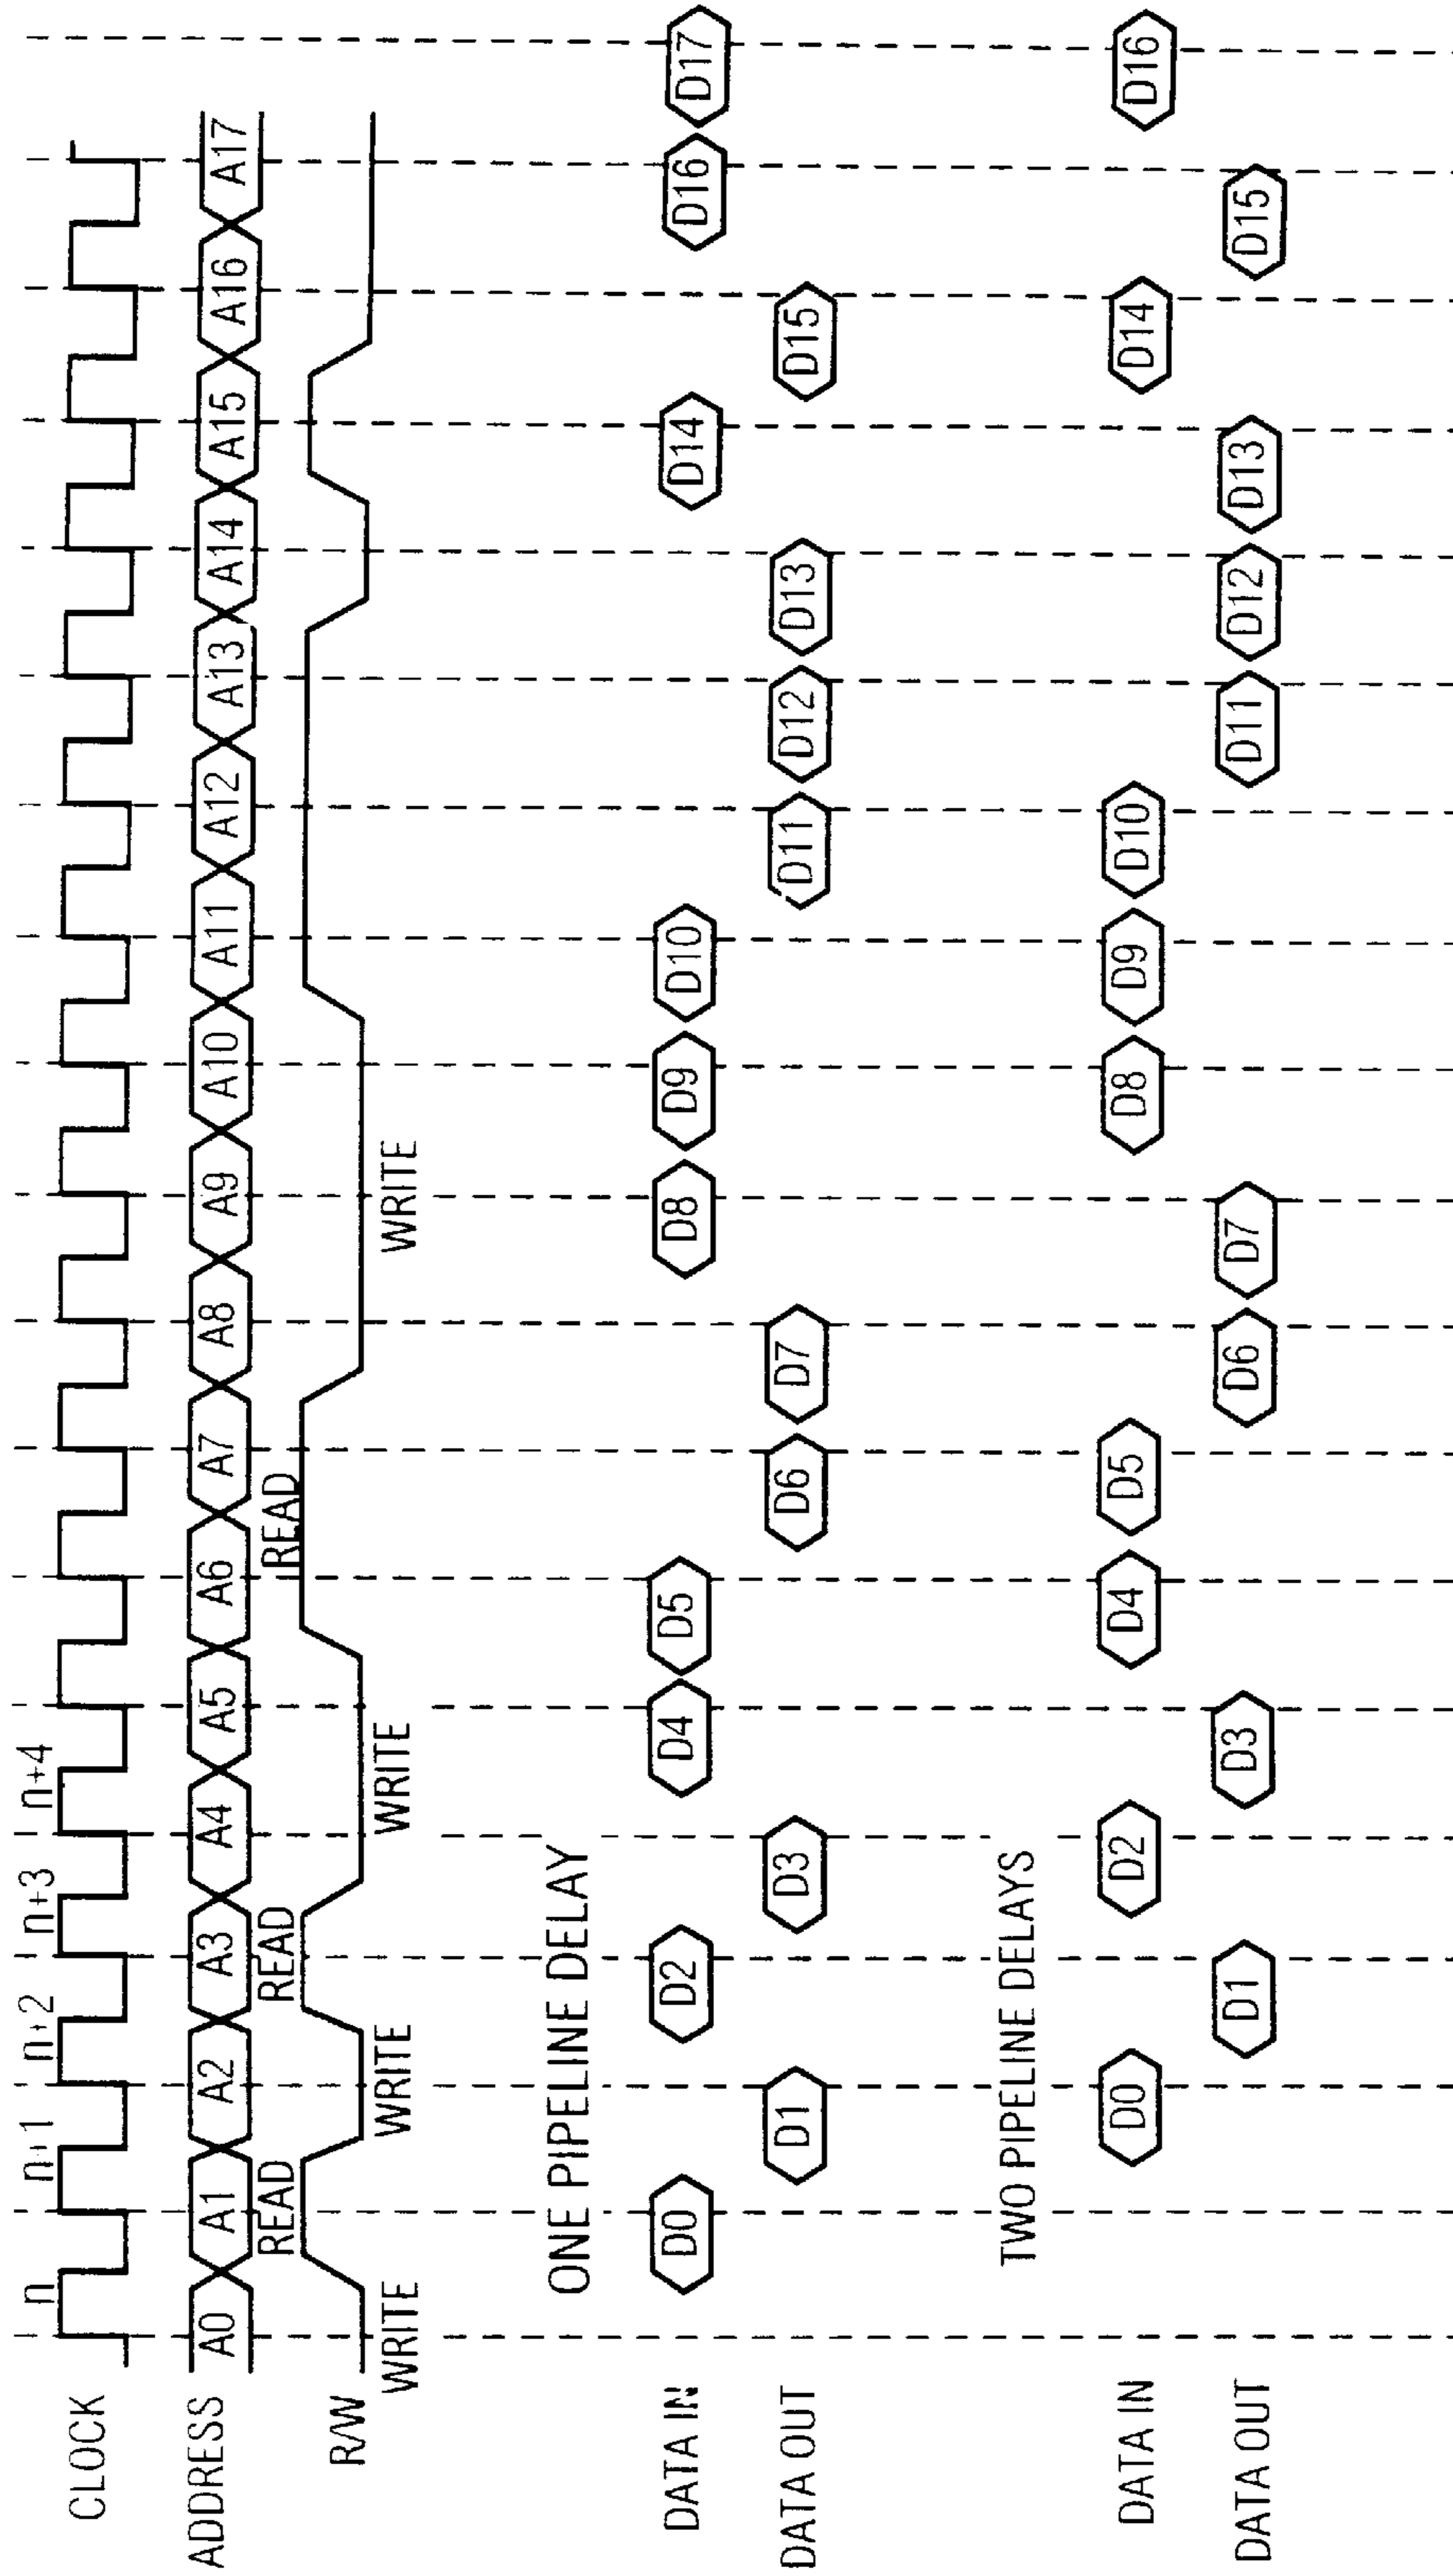 n n+1 n+2 n+3 n+4
CLOCK
ADDRESS A0 A1 A2 A3 A4 A5 A6 A7 A8 A9 A10 A11 A12 A13 A14 A15 A16 A17
READ READ READ
R/W
WRITE WRITE WRITE WRITE
ONE PIPELINE DELAY
DATA IN D0 D2 D4 D5 D8 D9 D10 D14 D16 D17
DATA OUT D1 D3 D6 D7 D11 D12 D13 D15
TWO PIPELINE DELAYS
DATA IN D0 D2 D4 D5 D8 D9 D10 D14 D16
DATA OUT D1 D3 D6 D7 D11 D12 D13 D15